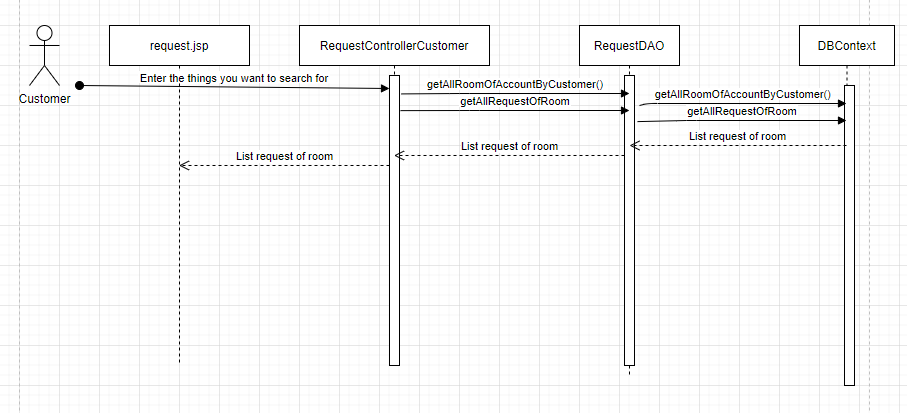 request.jsp
RequestControllerCustomer
RequestDAO
DBContext
Customer
Enter the things you want to search for
getAllRoomOfAccountByCustomer()
getAllRequestOfRoom
getAllRoomOfAccountByCustomer()
getAllRequestOfRoom
List request of room
List request of room
List request of room